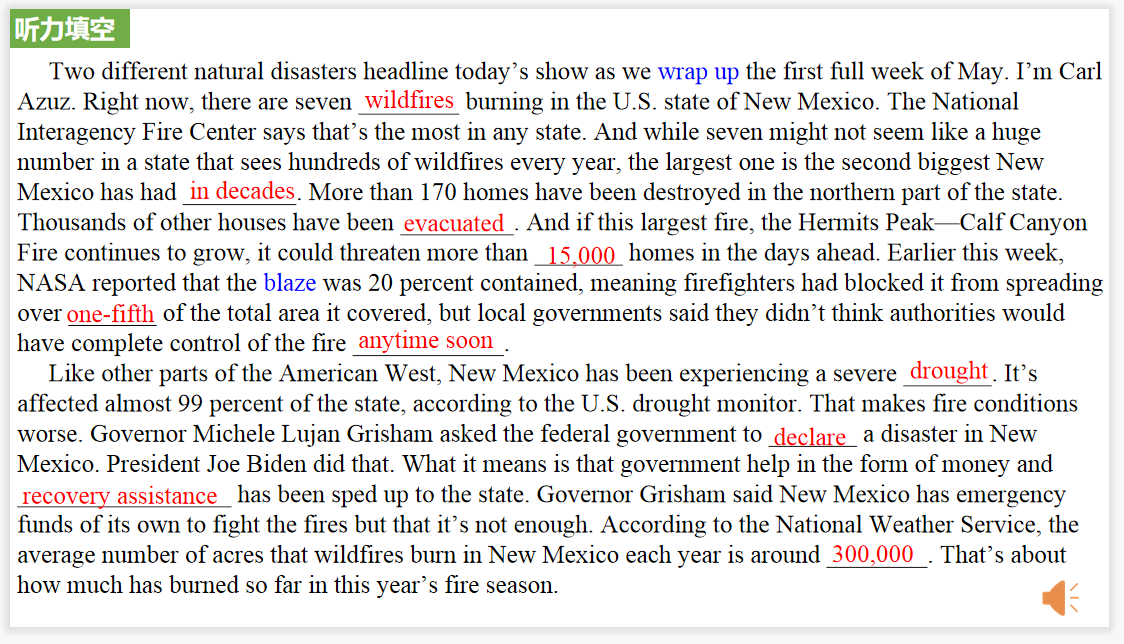 听力填空
Two different natural disasters headline today’s show as we wrap up the first full week of May. I’m Carl
Azuz. Right now, there are seven wildfires burning in the U.S. state of New Mexico. The National
Interagency Fire Center says that’s the most in any state. And while seven might not seem like a huge
number in a state that sees hundreds of wildfires every year, the largest one is the second biggest New
Mexico has had in decades. More than 170 homes have been destroyed in the northern part of the state.
Thousands of other houses have been evacuated. And if this largest fire, the Hermits Peak—Calf Canyon
Fire continues to grow, it could threaten more than 15,000 homes in the days ahead. Earlier this week,
NASA reported that the blaze was 20 percent contained, meaning firefighters had blocked it from spreading
over one-fifth of the total area it covered, but local governments said they didn’t think authorities would
have complete control of the fire anytime soon.
Like other parts of the American West, New Mexico has been experiencing a severe drought. It’s
affected almost 99 percent of the state, according to the U.S. drought monitor. That makes fire conditions
worse. Governor Michele Lujan Grisham asked the federal government to declare a disaster in New
Mexico. President Joe Biden did that. What it means is that government help in the form of money and
recovery assistance has been sped up to the state. Governor Grisham said New Mexico has emergency
funds of its own to fight the fires but that it’s not enough. According to the National Weather Service, the
average number of acres that wildfires burn in New Mexico each year is around 300,000. That’s about
how much has burned so far in this year’s fire season.